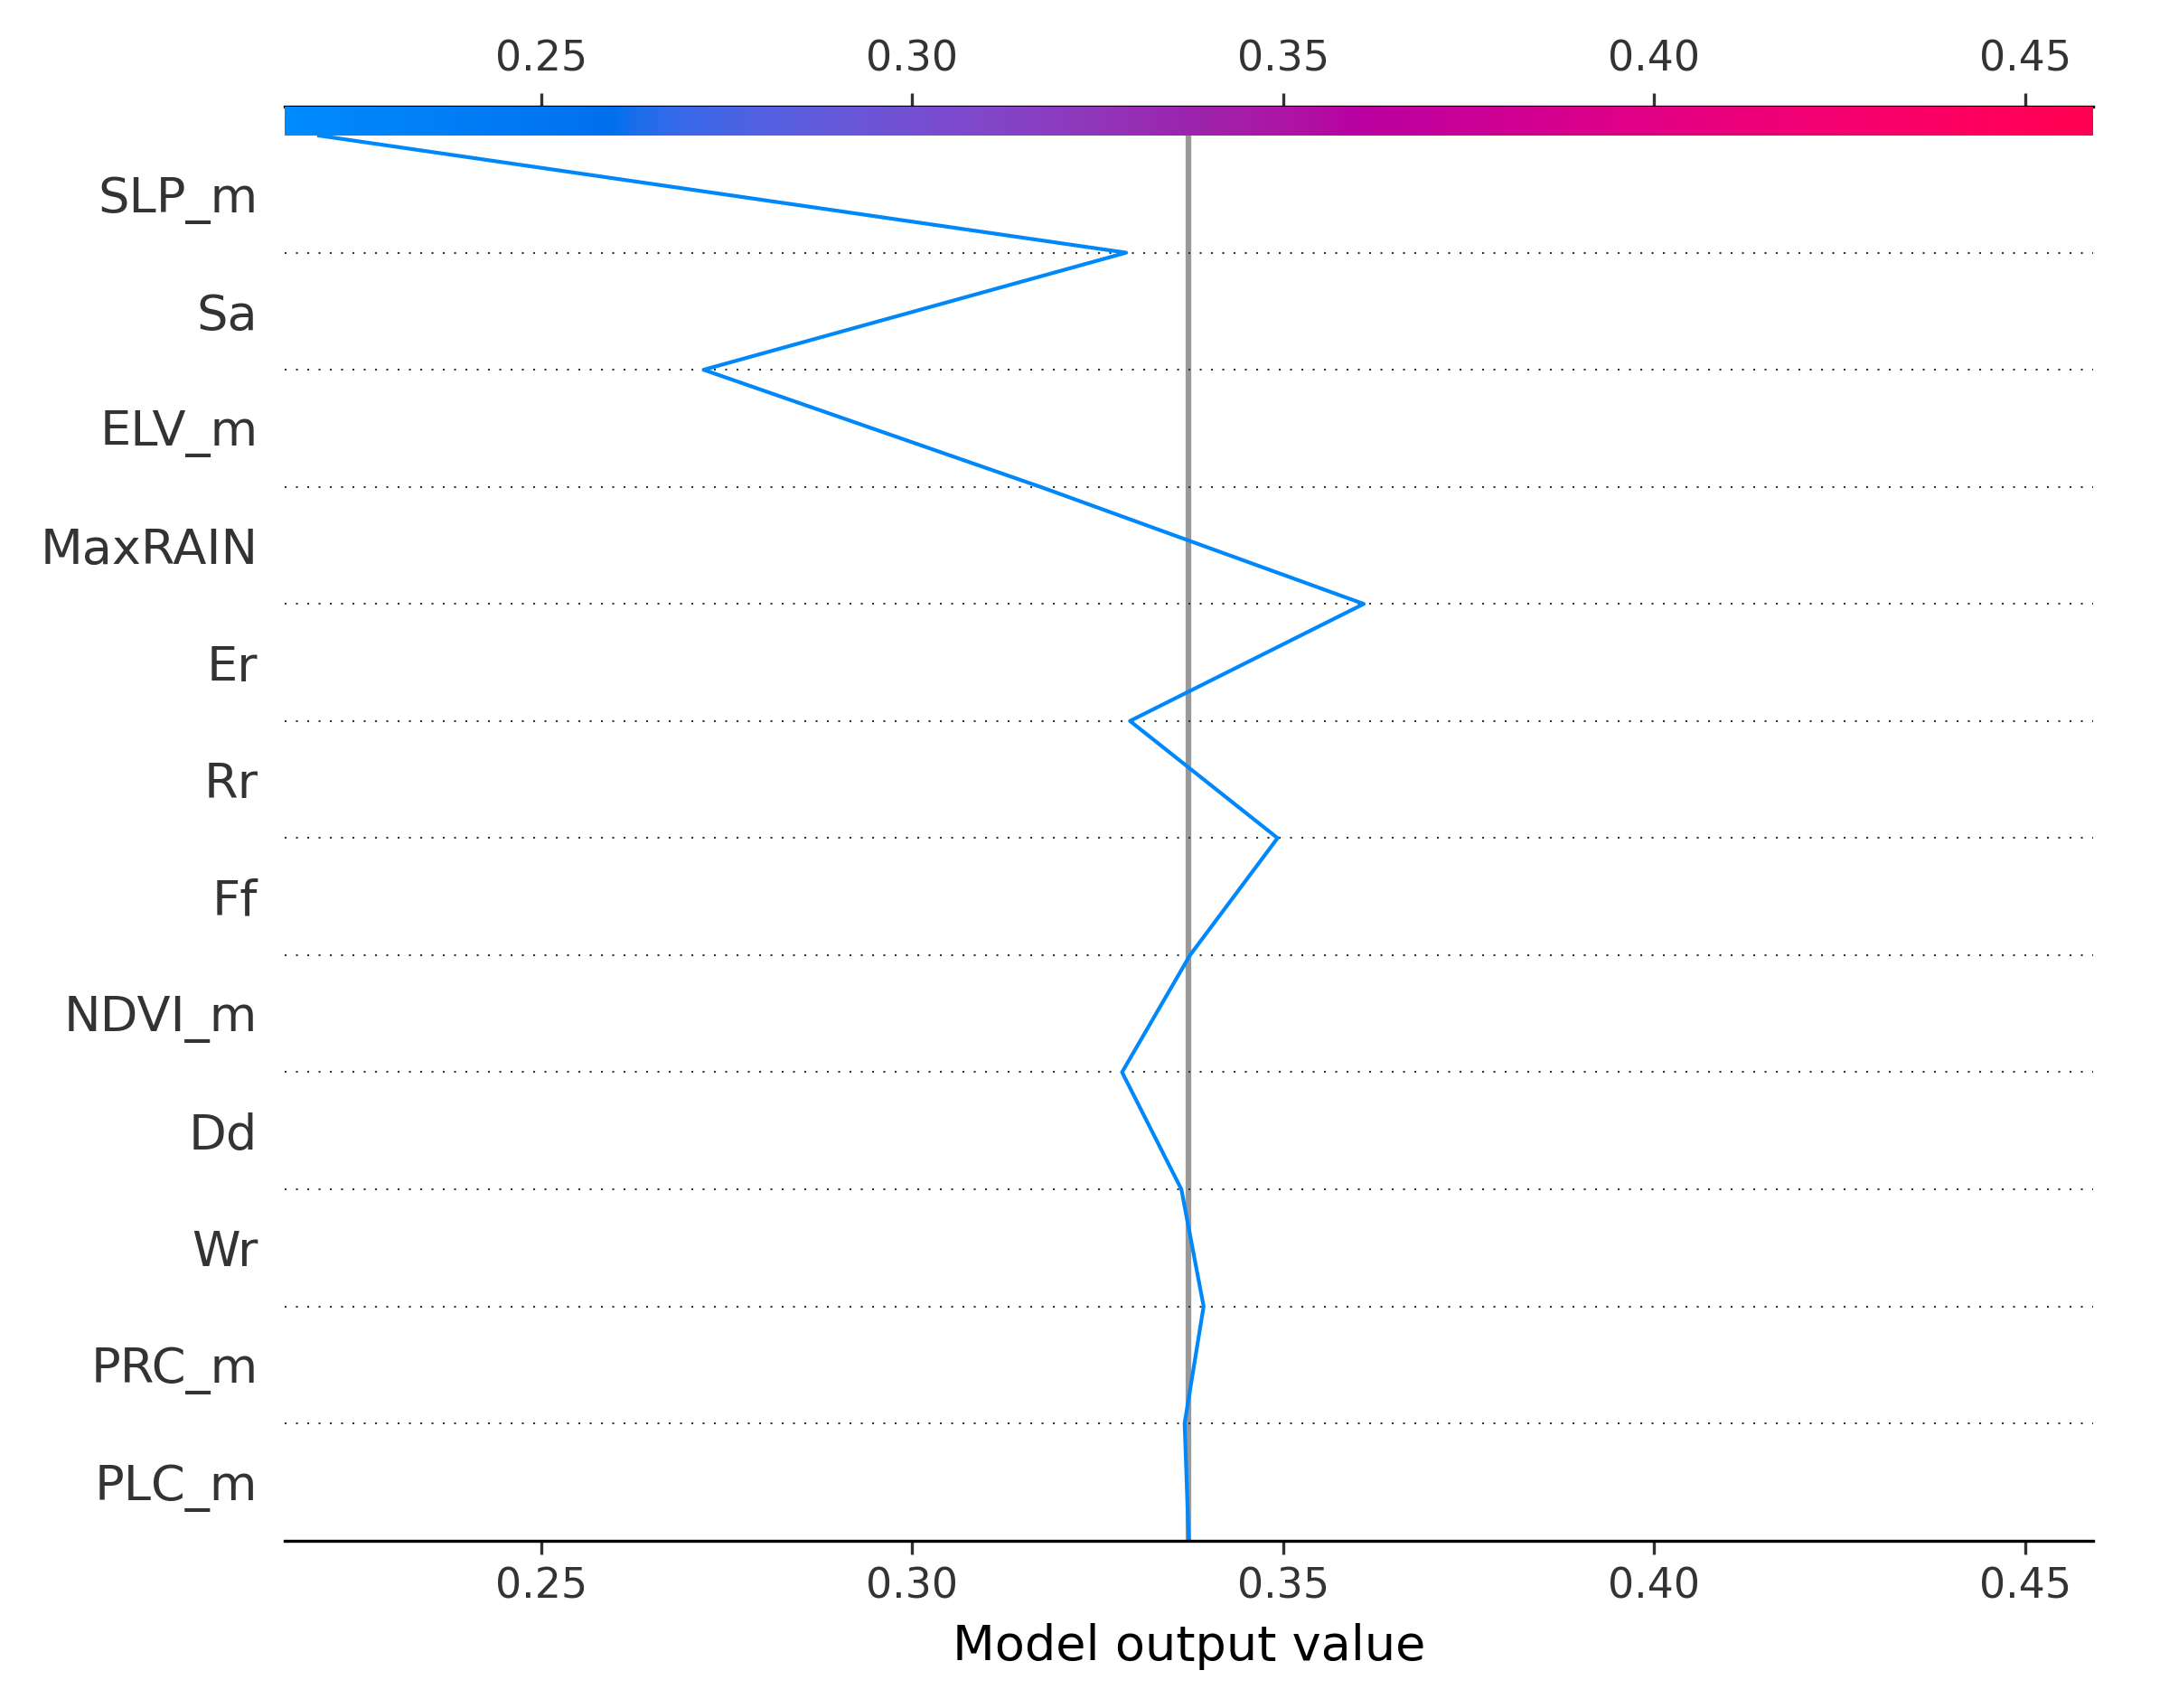 0.25 0.30 0.35 0.40 0.45
SLP_m
Sa
ELV_m
MaxRAIN
Er
Rr
Ff
NDVI_m
Dd
Wr
PRC_m
PLC_m
0.25 0.30 0.35 0.40 0.45
Model output value